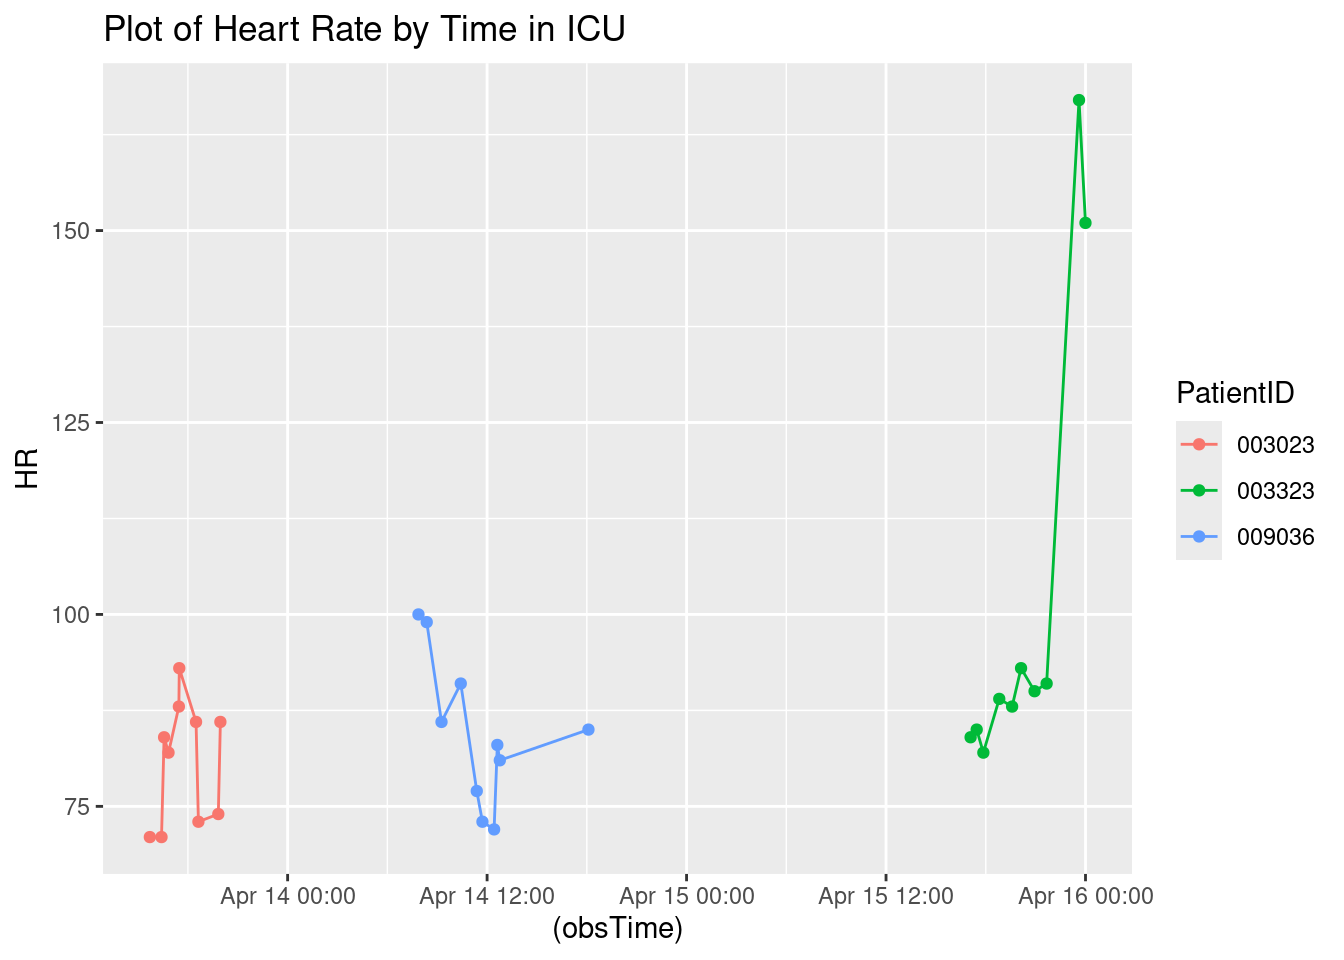 Plot of Heart Rate by Time in ICU
HR
150
125
100
75
Apr 14 00:00
Apr 14 12:00
Apr 15 00:00
Apr 15 12:00
Apr 16 00:00
(obsTime)
PatientID
003023
003323
009036